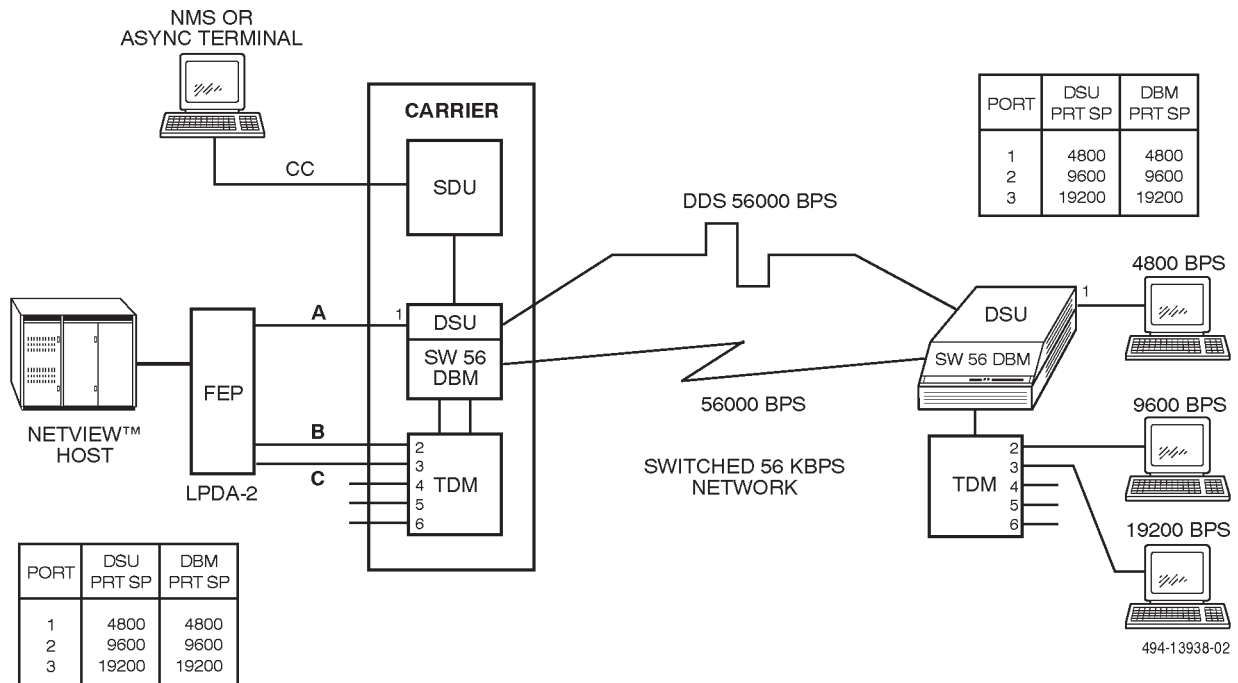 NMS OR
ASYNC TERMINAL
CARRIER
CC
SDU
DDS 56000 BPS
PORT DSU PRT SP DBM PRT SP
1 4800 4800
2 9600 9600
3 19200 19200
4800 BPS
A
1
DSU
SW 56
DBM
FEP
NETVIEW™
HOST
LPDA-2
B
C
2
3
4
5
6
TDM
56000 BPS
SWITCHED 56 KBPS
NETWORK
DSU
1
SW 56 DBM
9600 BPS
2
3
4
5
6
TDM
19200 BPS
PORT DSU PRT SP DBM PRT SP
1 4800 4800
2 9600 9600
3 19200 19200
494-13938-02